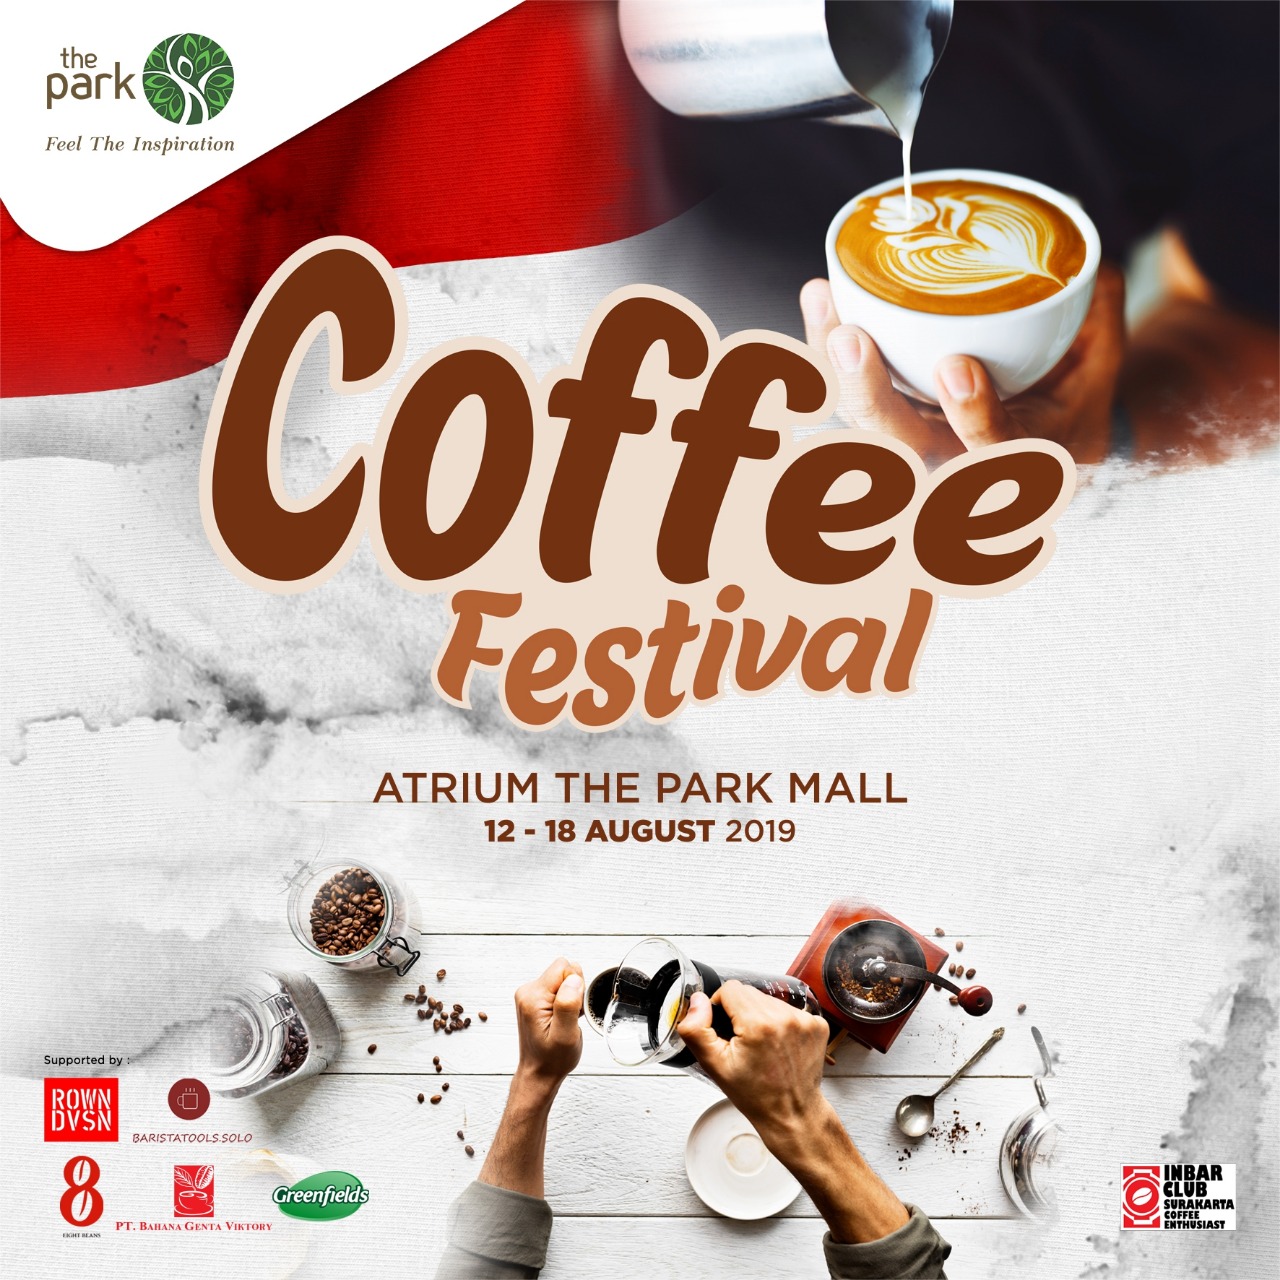 the
park
Feel The Inspiration
Coffee
Festival
ATRIUM THE PARK MALL
12 - 18 AUGUST 2019
Supported by :
ROWN
DVSN
BARISTATOOLS.SOLO
8
EIGHT BEANS
PT. BAHANA GENTA VIKTORY
Greenfields
INBAR
CLUB
SURAKARTA
COFFEE
ENTHUSIAST